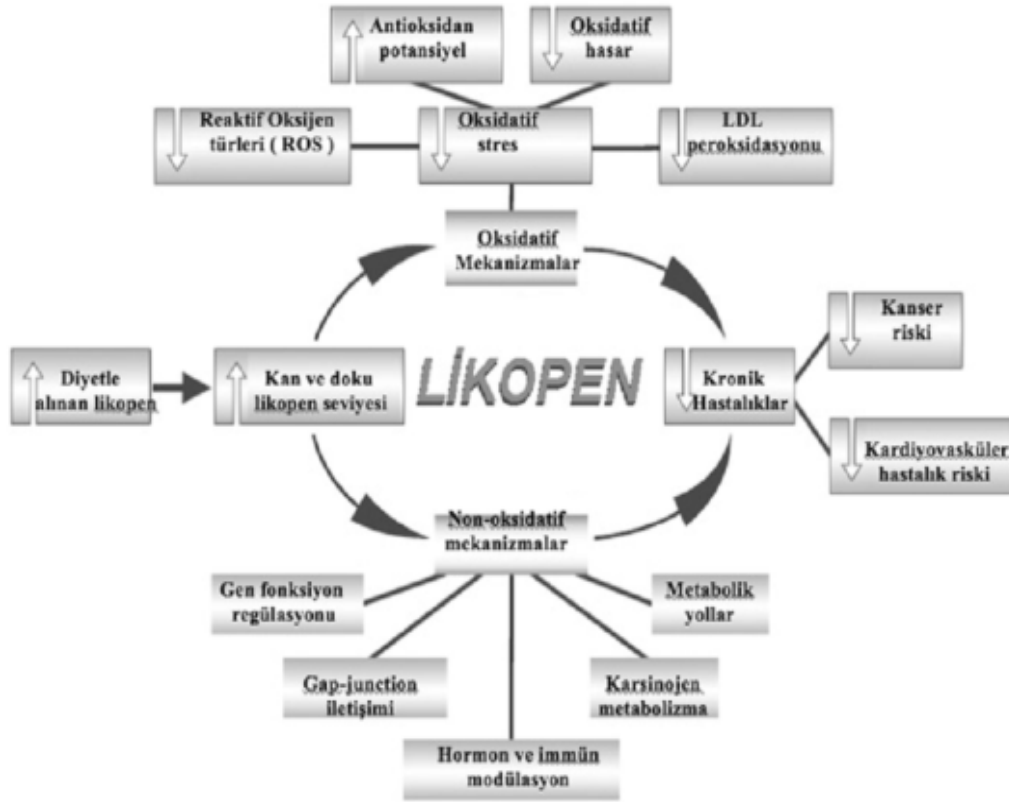 Antioksidan
potansiyel
Oksidatif
hasar
Reaktif Oksijen
türleri ( ROS )
Oksidatif
stres
LDL
peroksidasyonu
Oksidatif
Mekanizmalar
Kanser
riski
Diyetle
alınan likopen
Kan ve doku
likopen seviyesi
LİKOPEN
Kronik
Hastalıklar
Kardiyovasküler
hastalık riski
Non-oksidatif
mekanizmalar
Gen fonksiyon
regülasyonu
Metabolik
yollar
Gap-junction
iletişimi
Karsinojen
metabolizma
Hormon ve immün
modülasyon